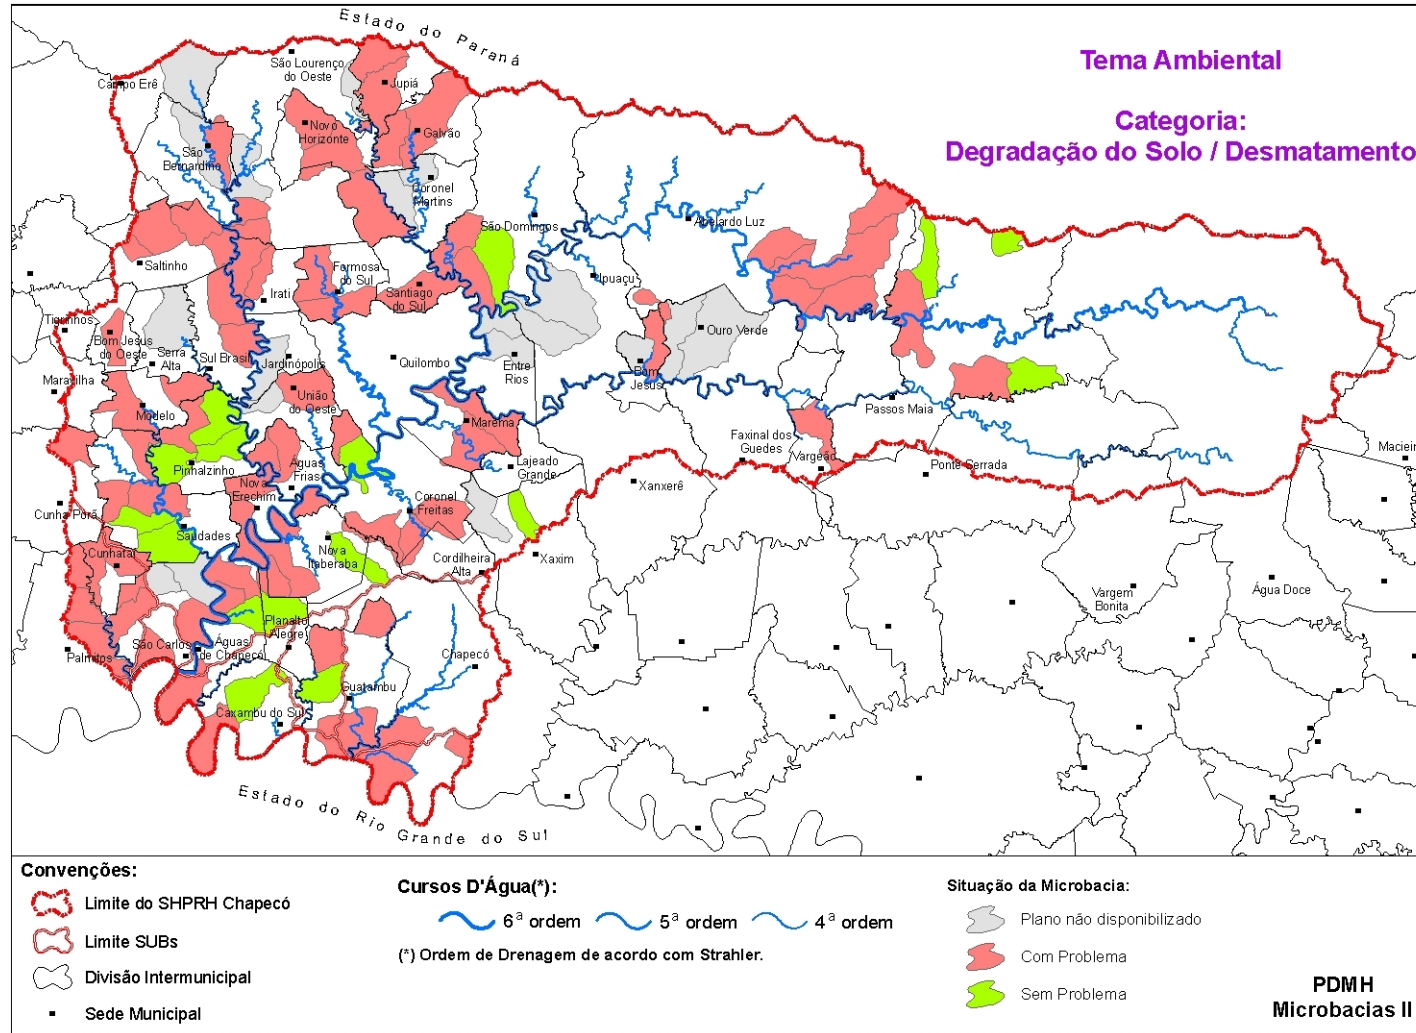 Estado do Paraná
Tema Ambiental
Categoria:
Degradação do Solo / Desmatamento
São Lourenço
do Oeste
Campo Erê
Jupiá
Novo
Horizonte
Galvão
São
Bernardino
Coronel
Martins
São Domingos
Abelardo Luz
Saltinho
Formosa
do Sul
Ipuaçu
Irati
Santiago
do Sul
Tigrinhos
Bom Jesus
do Oeste
Serra
Alta
Sul Brasil
Jardinópolis
Quilombo
Entre
Rios
Ouro Verde
Bom
Jesus
Maravilha
Modelo
União
do Oeste
Marema
Passos Maia
Faxinal dos
Guedes
Vargeão
Ponte Serrada
Macieir
Pinhalzinho
Águas
Frias
Lajeado
Grande
Xanxerê
Nova
Erechim
Coronel
Freitas
Cunha Porã
Saudades
Cunhataí
Nova
Itaberaba
Cordilheira
Alta
Xaxim
Vargem
Bonita
Água Doce
Planalto
Alegre
Palmitos
São Carlos
Águas
de Chapecó
Chapecó
Guatambu
Caxambu do Sul
Estado do Rio Grande do Sul
Convenções:
Limite do SHPRH Chapecó
Limite SUBs
Divisão Intermunicipal
Sede Municipal
Cursos D'Água(*):
6ª ordem
5ª ordem
4ª ordem
(*) Ordem de Drenagem de acordo com Strahler.
Situação da Microbacia:
Plano não disponibilizado
Com Problema
Sem Problema
PDMH
Microbacias II